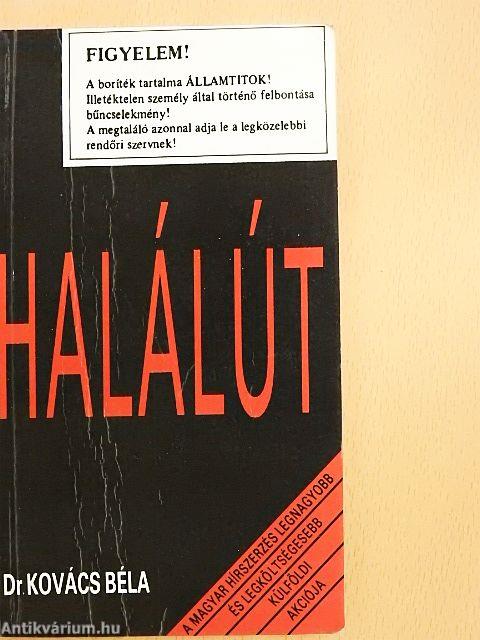 FIGYELEM!
A boríték tartalma ÁLLAMTITOK!
Illetéktelen személy által történő felbontása
bűncselekmény!
A megtaláló azonnal adja le a legközelebbi
rendőri szervnek!
HALÁLÚT
Dr. KOVÁCS BÉLA
A MAGYAR HÍRSZERZÉS LEGNAGYOBB
ÉS LEGKÖLTSÉGESEBB
KÜLFÖLDI
AKCIÓJA
Antikvárium.hu